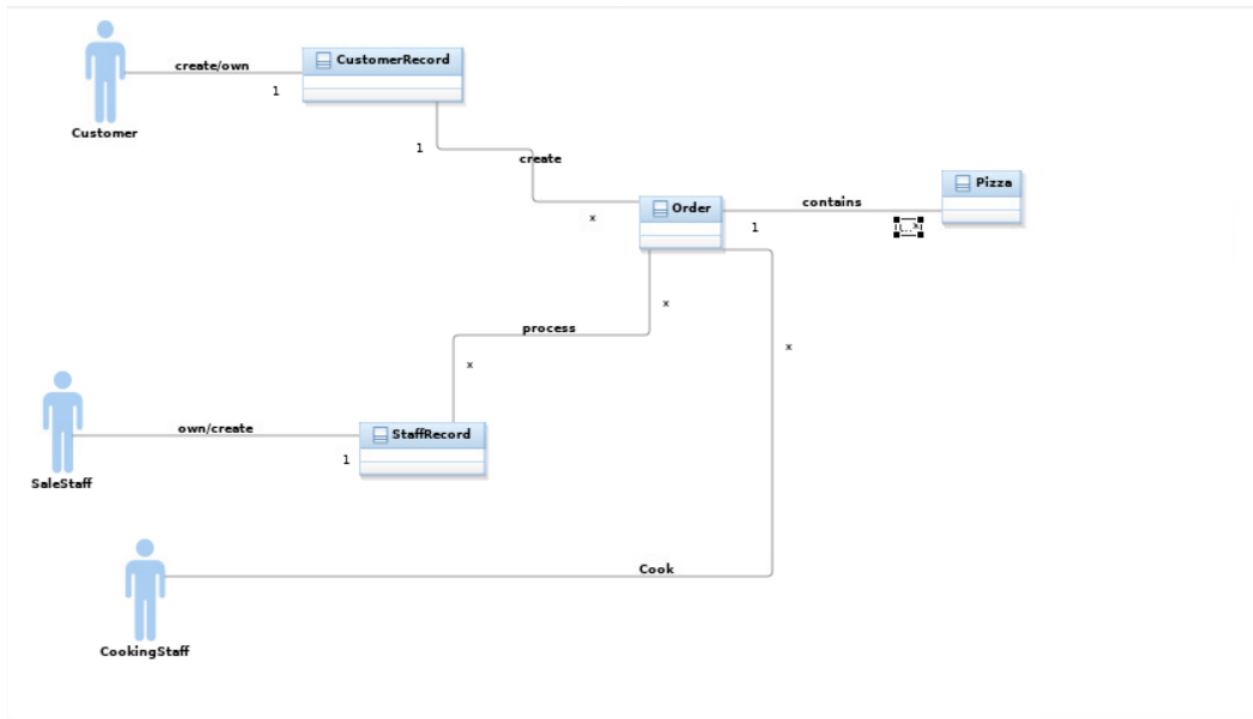 create/own
CustomerRecord
1
Customer
1
create
x
Order
contains
Pizza
1
x
process
x
x
own/create
StaffRecord
1
SaleStaff
Cook
CookingStaff